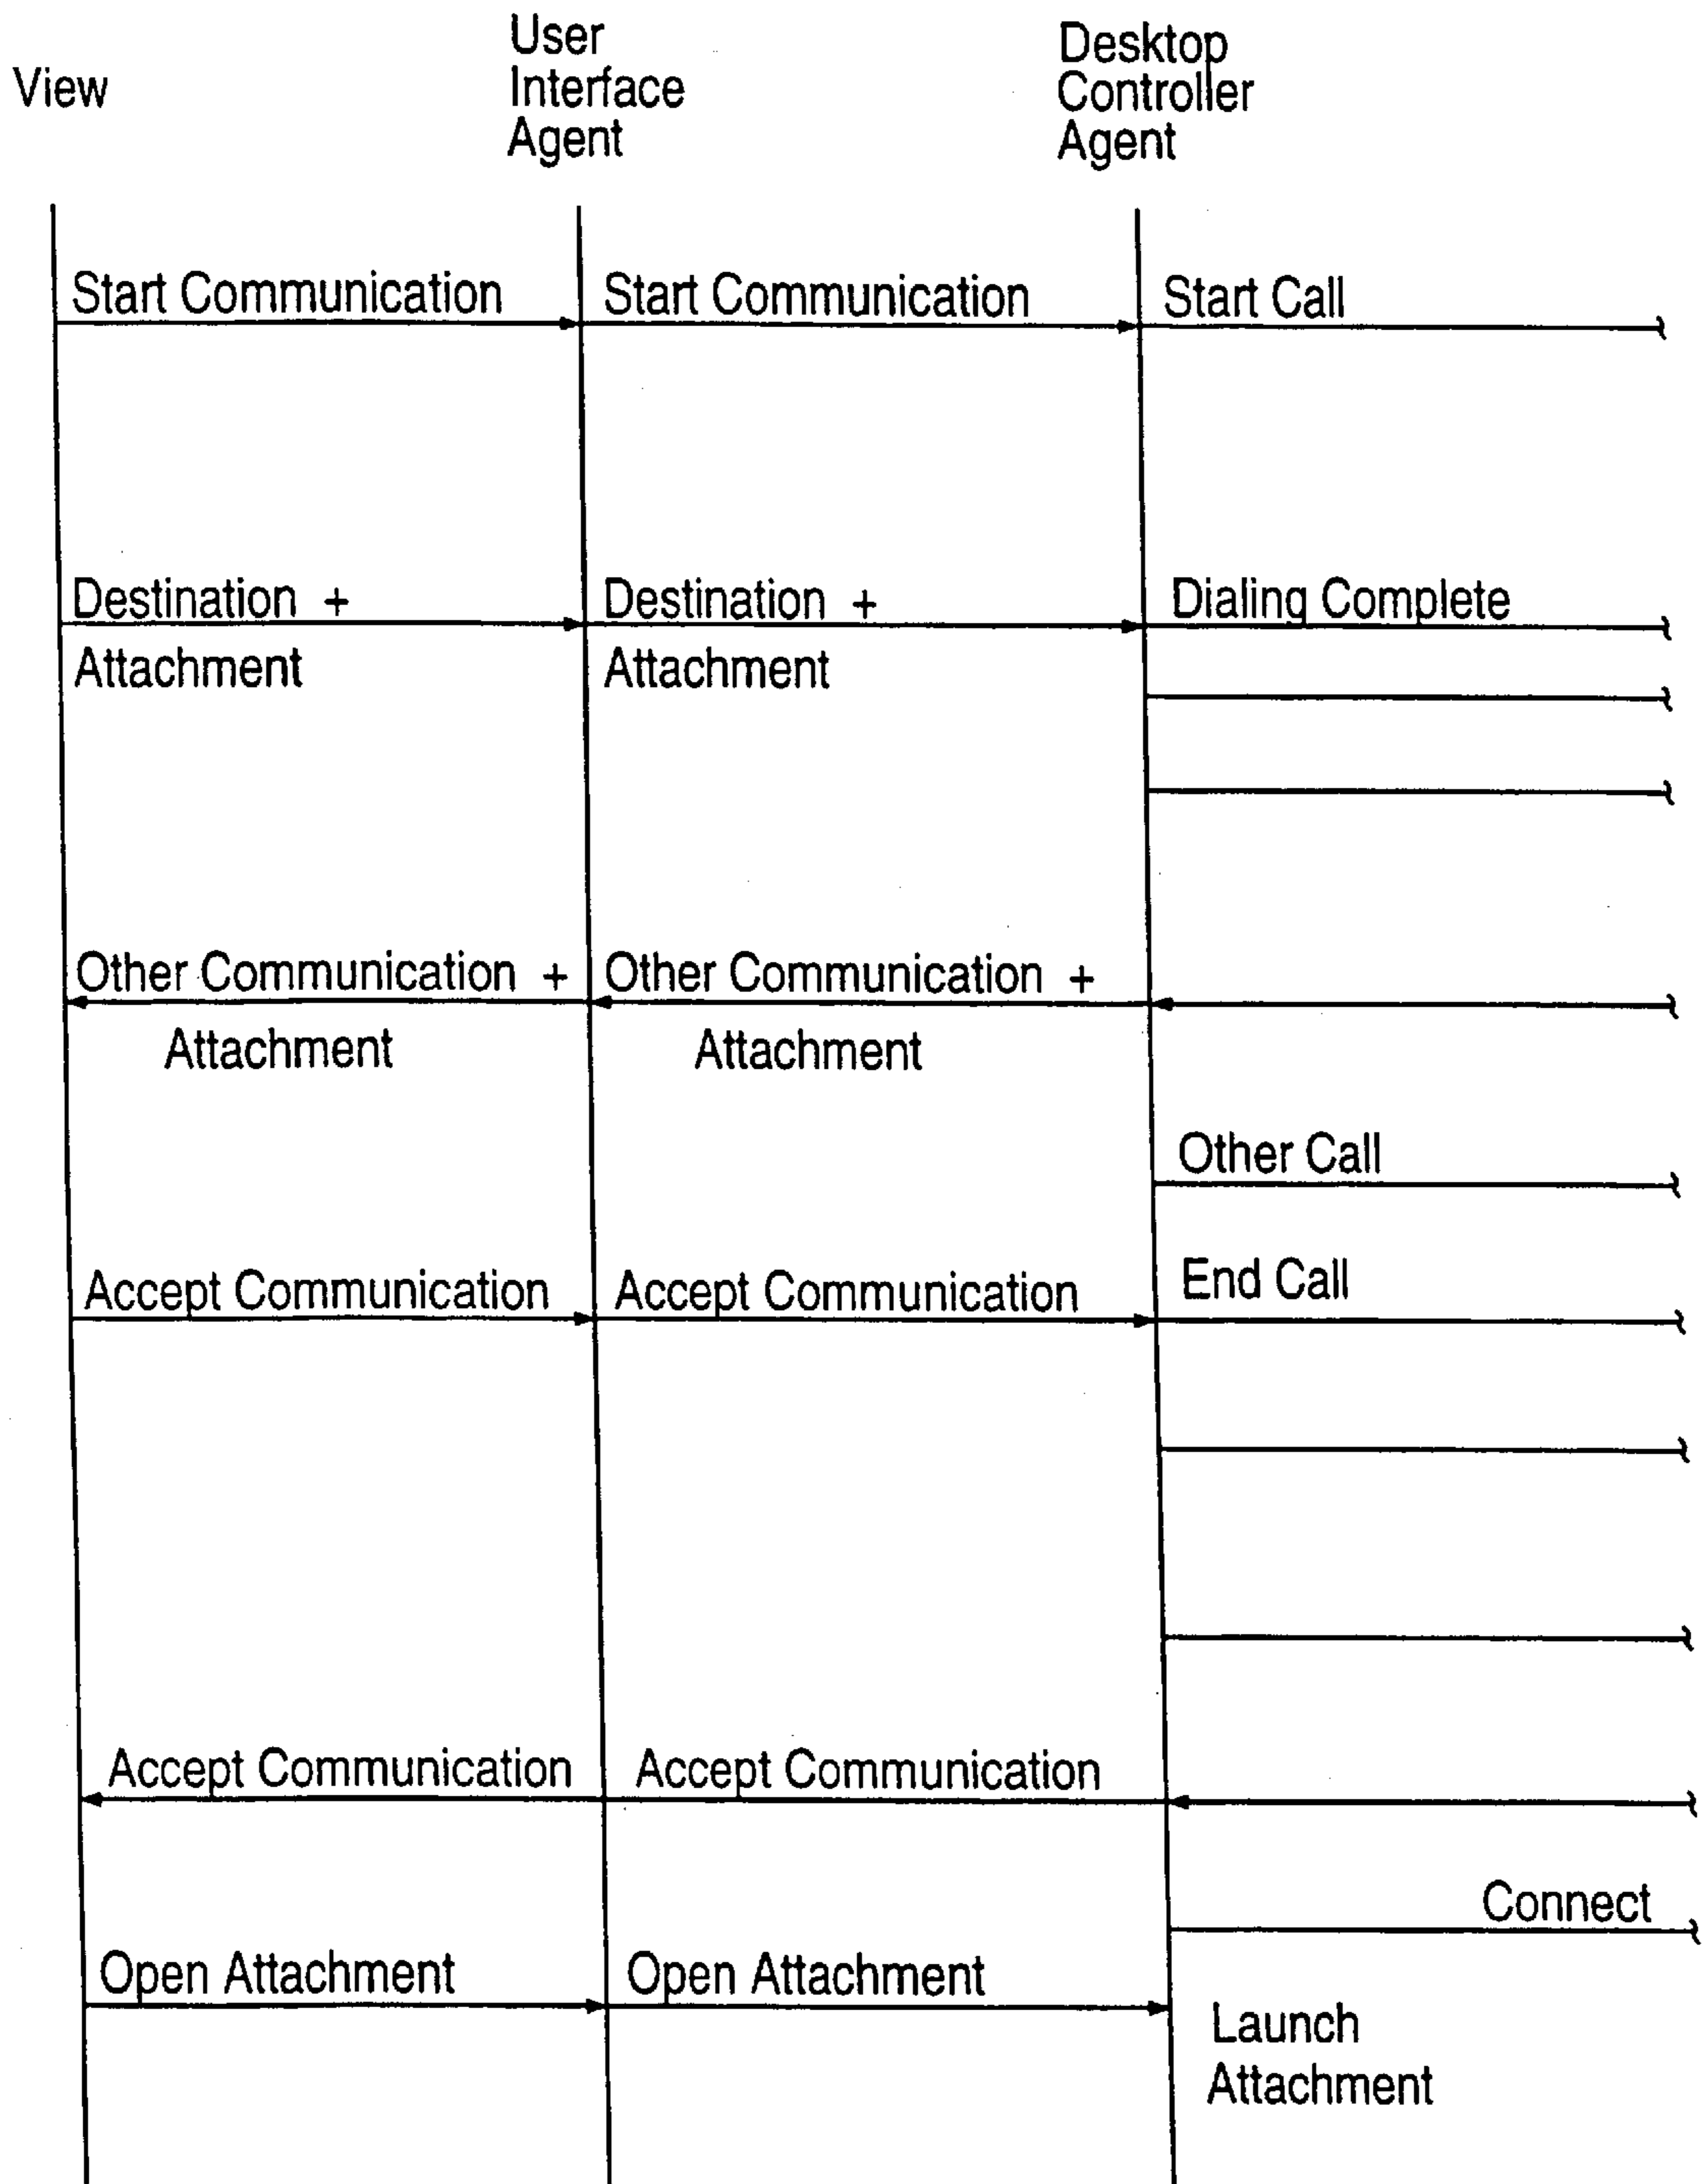 View
User
Interface
Agent
Desktop
Controller
Agent
Start Communication
Start Communication
Start Call
Destination +
Attachment
Destination +
Attachment
Dialing Complete
Other Communication +
Attachment
Other Communication +
Attachment
Other Call
Accept Communication
Accept Communication
End Call
Accept Communication
Accept Communication
Connect
Open Attachment
Open Attachment
Launch
Attachment